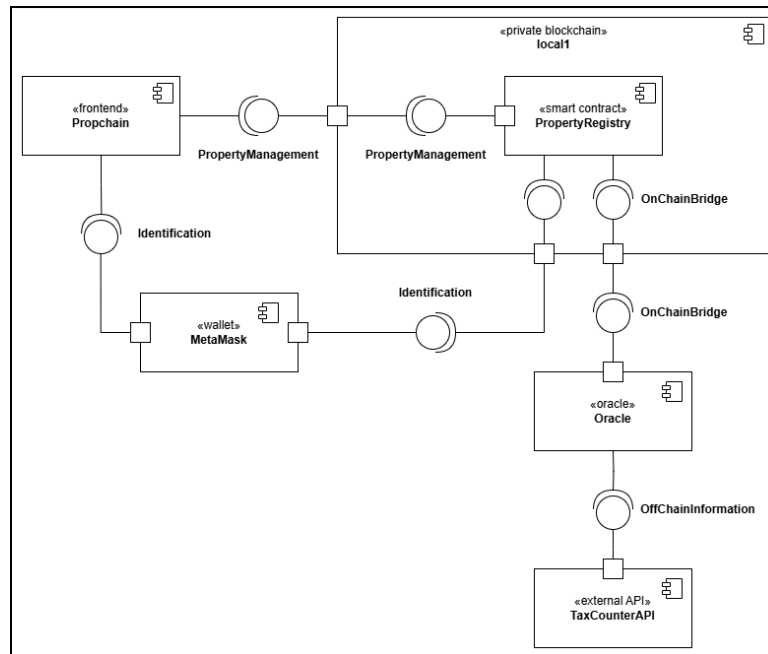 «private blockchain»
local1
«frontend»
Propchain
PropertyManagement
PropertyManagement
«smart contract»
PropertyRegistry
OnChainBridge
Identification
Identification
«wallet»
MetaMask
OnChainBridge
«oracle»
Oracle
OffChainInformation
«external API»
TaxCounterAPI